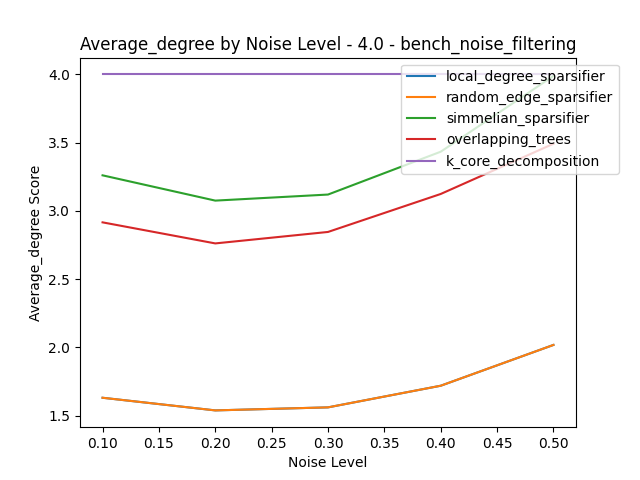 Average_degree by Noise Level - 4.0 - bench_noise_filtering
4.0
3.5
3.0
2.5
2.0
1.5
Average_degree Score
local_degree_sparsifier
random_edge_sparsifier
simmelian_sparsifier
overlapping_trees
k_core_decomposition
0.10 0.15 0.20 0.25 0.30 0.35 0.40 0.45 0.50
Noise Level